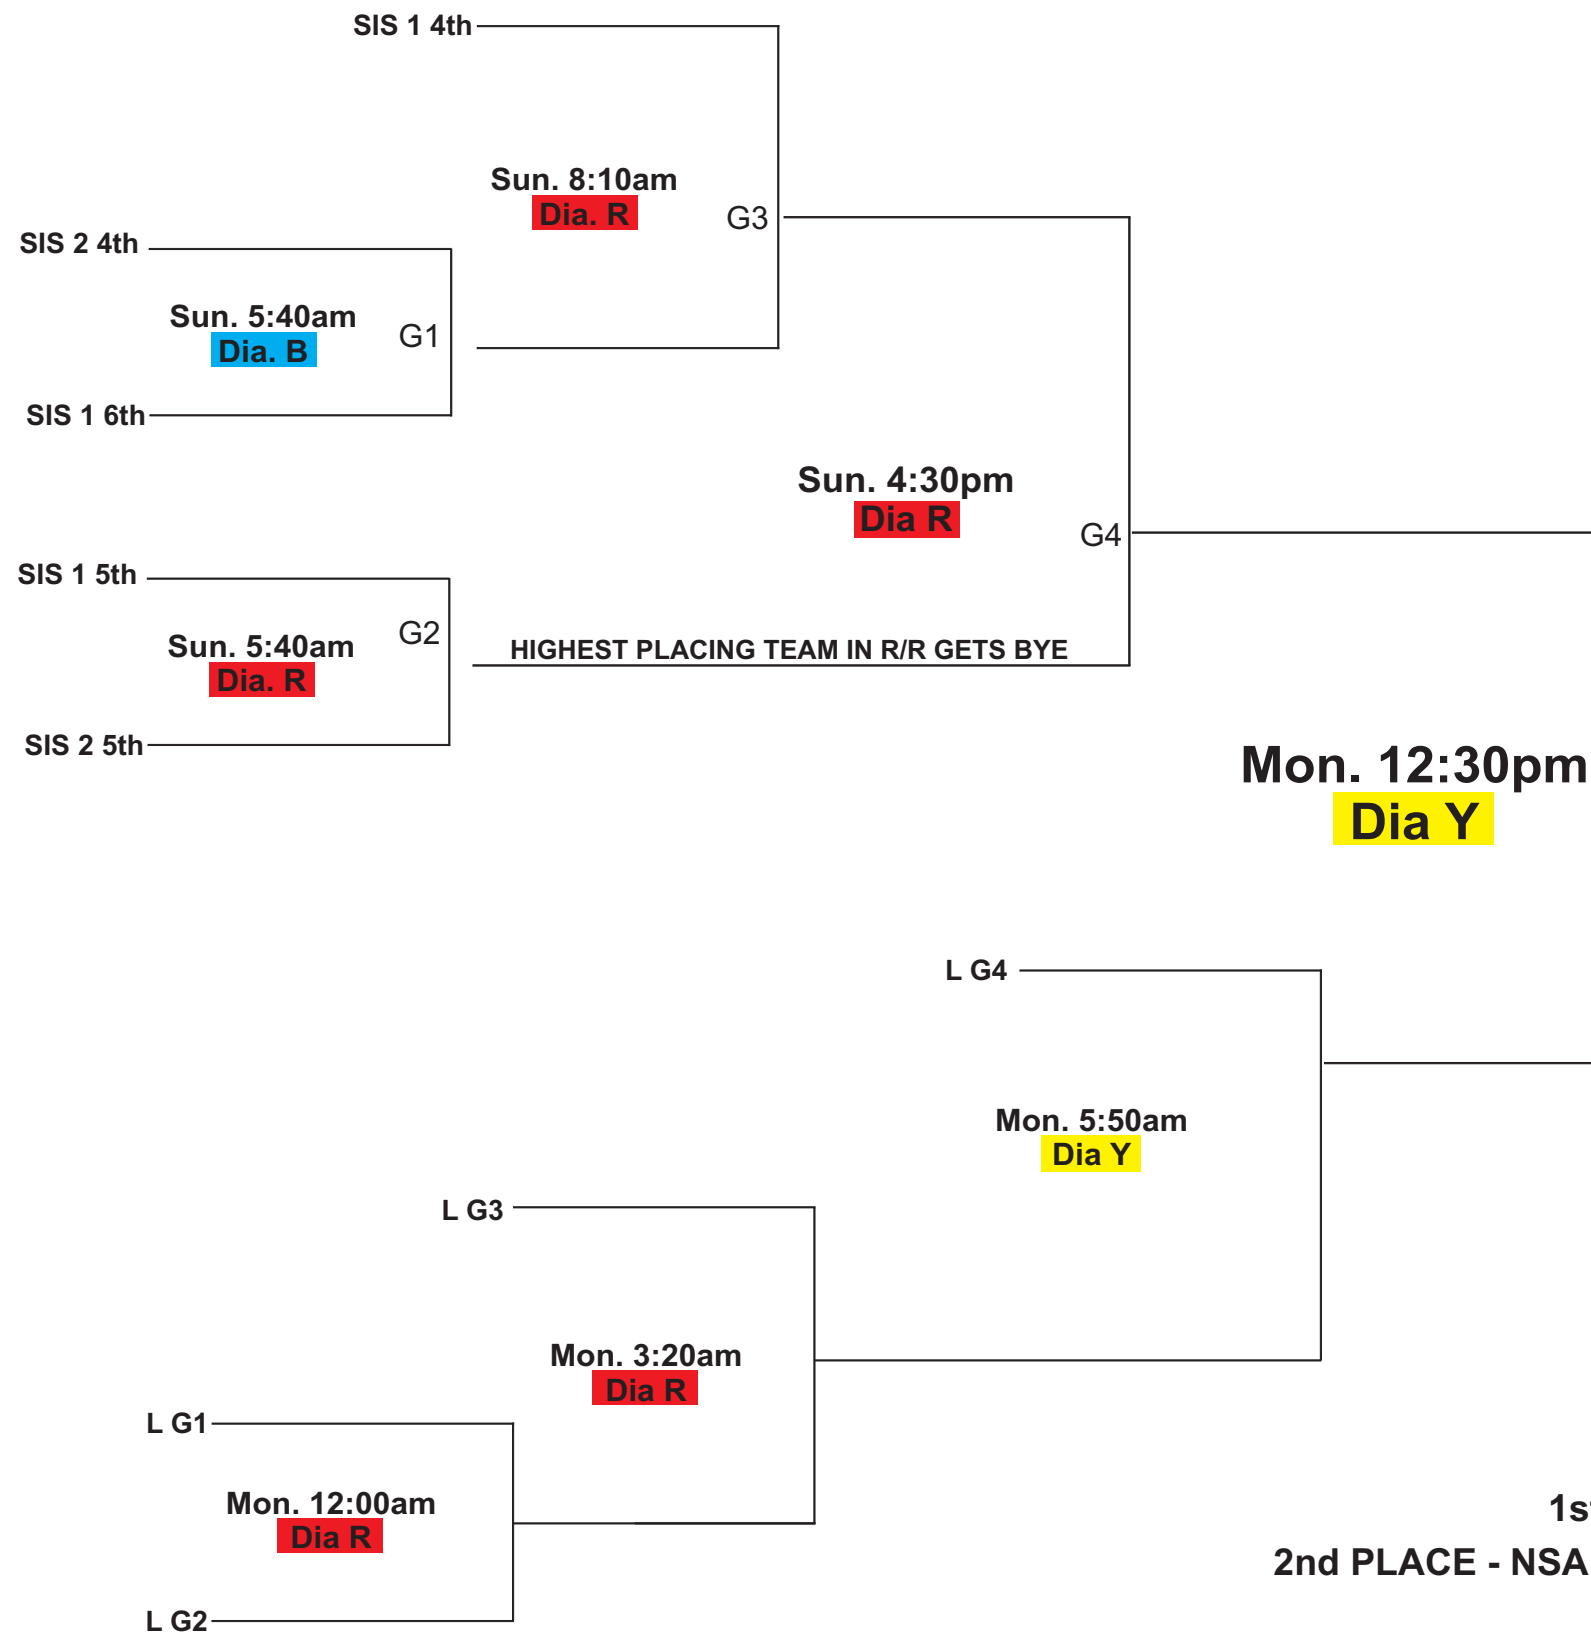 SIS 1 4th
Sun. 8:10am
Dia. R
G3
SIS 2 4th
Sun. 5:40am
Dia. B
G1
SIS 1 6th
Sun. 4:30pm
Dia R
G4
SIS 1 5th
G2
Sun. 5:40am
Dia. R
HIGHEST PLACING TEAM IN R/R GETS BYE
SIS 2 5th
Mon. 12:30pm
Dia Y
L G4
Mon. 5:50am
Dia Y
L G3
Mon. 3:20am
Dia R
L G1
Mon. 12:00am
Dia R
L G2
1s
2nd PLACE - NSA